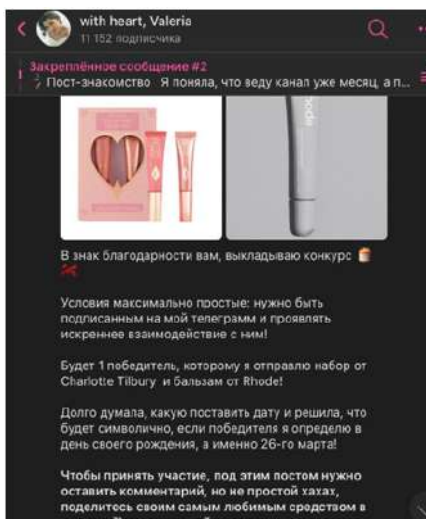 with heart, Valeria
11 152 подписчика
Закреплённое сообщение #2
Пост-знакомство Я поняла, что веду канал уже месяц, а п...
rhode
В знак благодарности вам, выкладываю конкурс
Условия максимально простые: нужно быть
подписанным на мой телеграмм и проявлять
искреннее взаимодействие с ним!
Будет 1 победитель, которому я отправлю набор от
Charlotte Tilbury и бальзам от Rhode!
Долго думала, какую поставить дату и решила, что
будет символично, если победителя я определю в
день своего рождения, а именно 26-го марта!
Чтобы принять участие, под этим постом нужно
оставить комментарий, но не простой хахах,
поделитесь своим самым любимым средством в